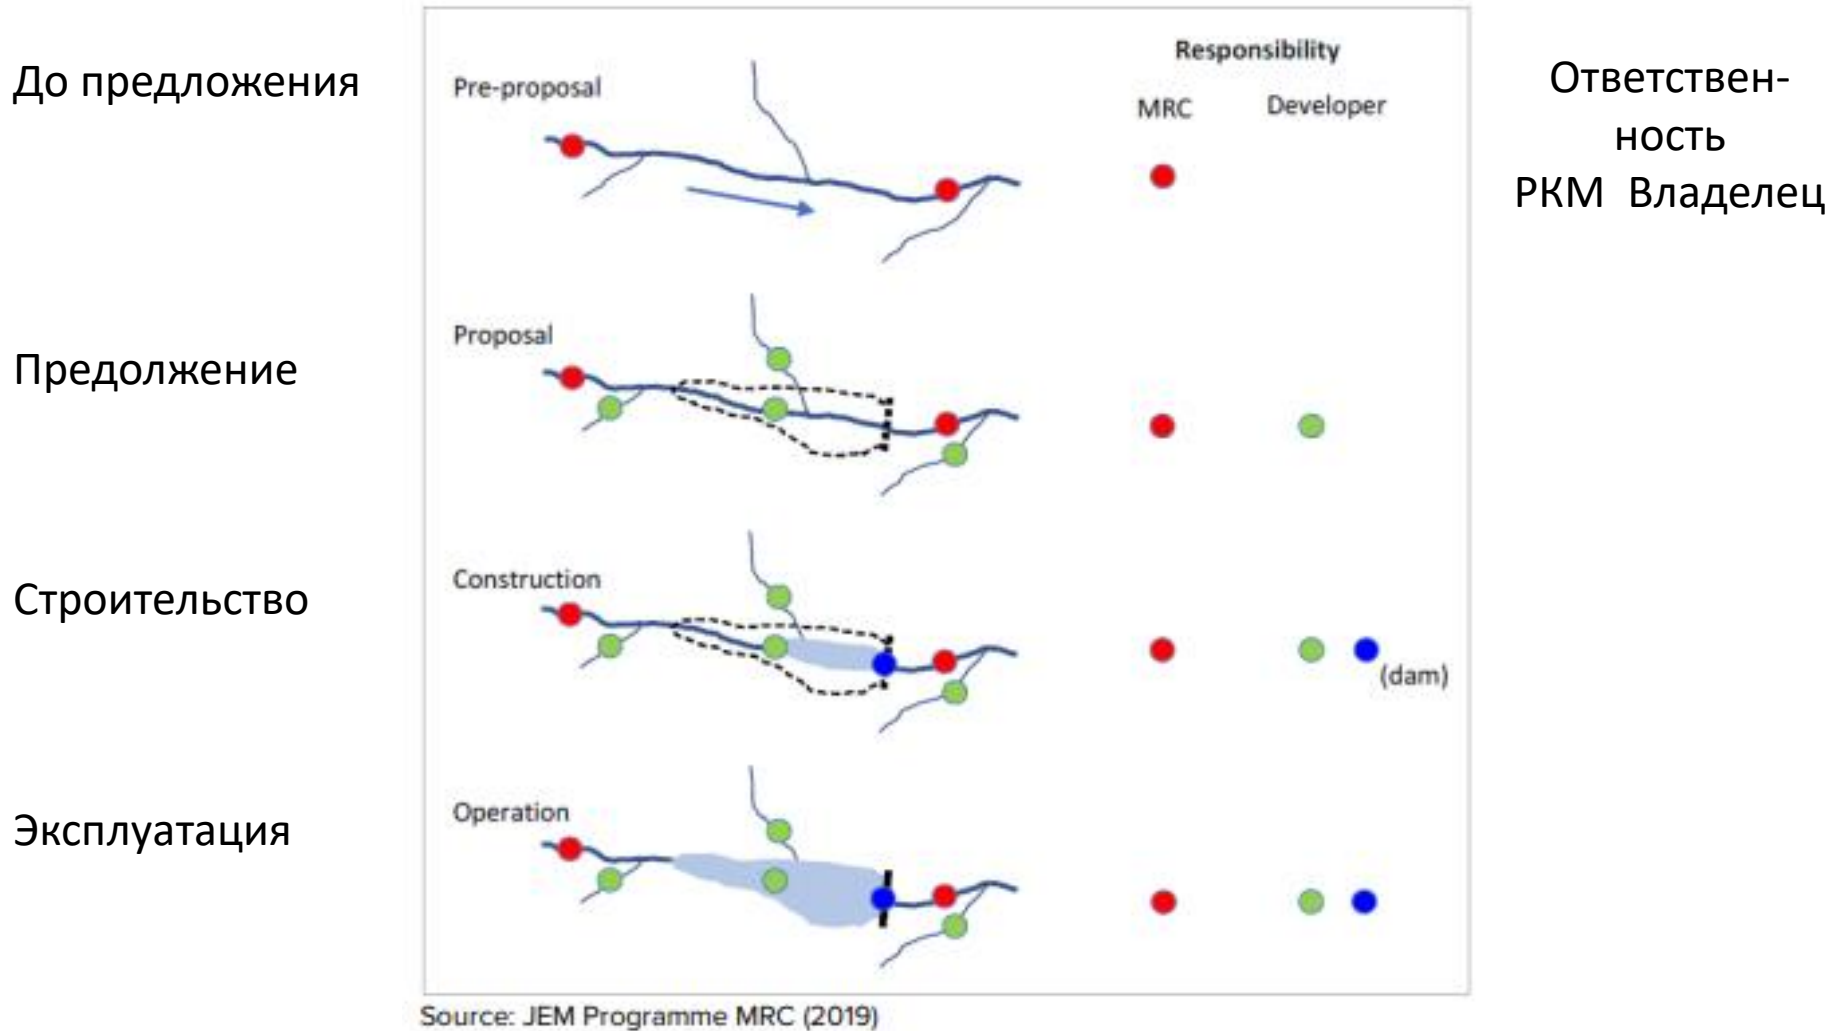 До предложения
Pre-proposal
Responsibility
MRC Developer
Ответствен-
ность
РКМ Владелец
Предолжение
Proposal
Строительство
Construction
(dam)
Эксплуатация
Operation
Source: JEM Programme MRC (2019)